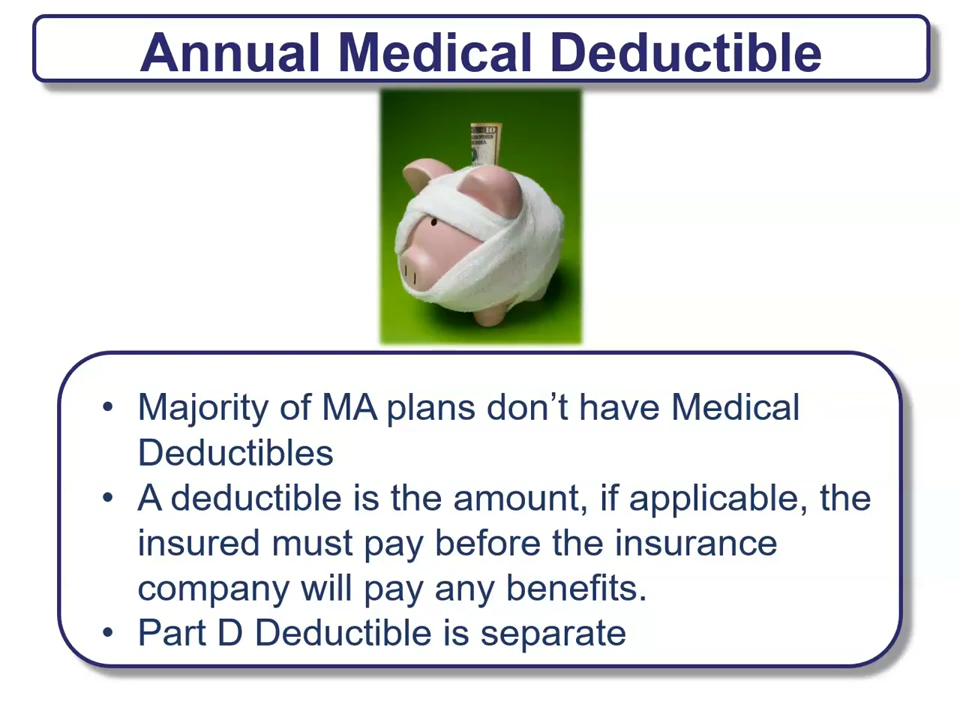 Annual Medical Deductible
10
• Majority of MA plans don’t have Medical
Deductibles
• A deductible is the amount, if applicable, the
insured must pay before the insurance
company will pay any benefits.
• Part D Deductible is separate